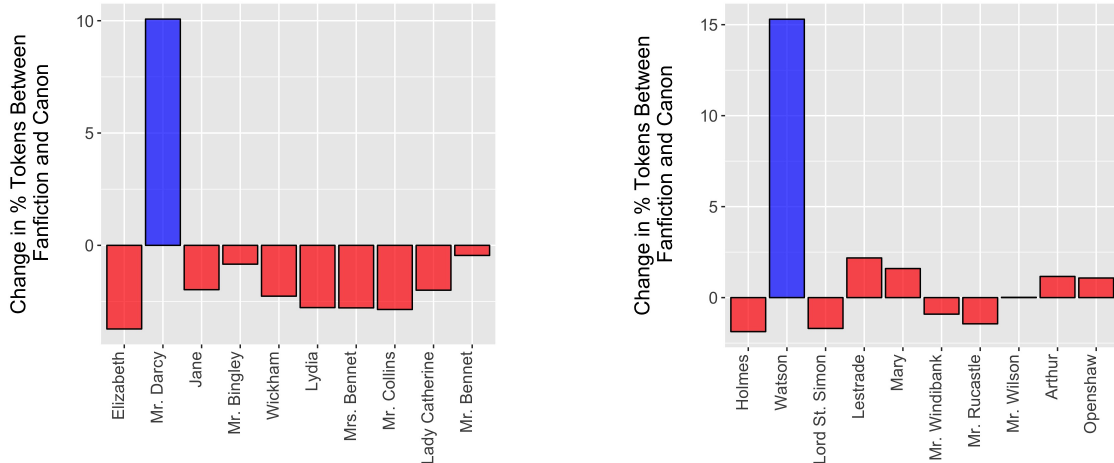 Change in % Tokens Between
Fanfiction and Canon
10
5
0
Elizabeth
Mr. Darcy
Jane
Mr. Bingley
Wickham
Lydia
Mrs. Bennet
Mr. Collins
Lady Catherine
Mr. Bennet
Change in % Tokens Between
Fanfiction and Canon
15
10
5
0
Holmes
Watson
Lord St. Simon
Lestrade
Mary
Mr. Windibank
Mr. Rucastle
Mr. Wilson
Arthur
Openshaw